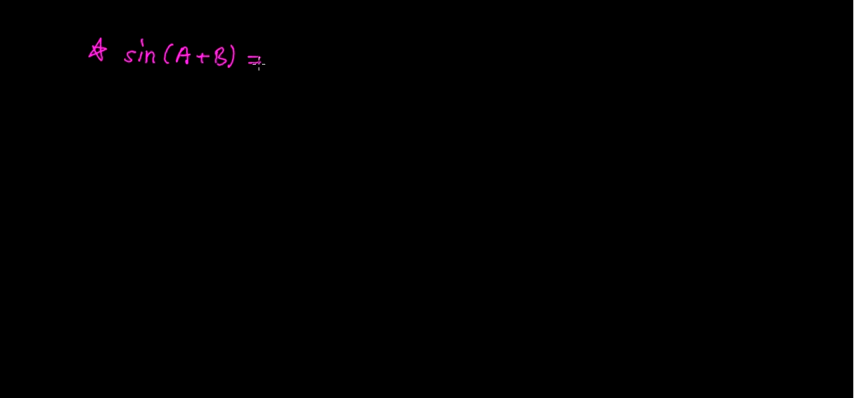 ☆ sin(A+B) =